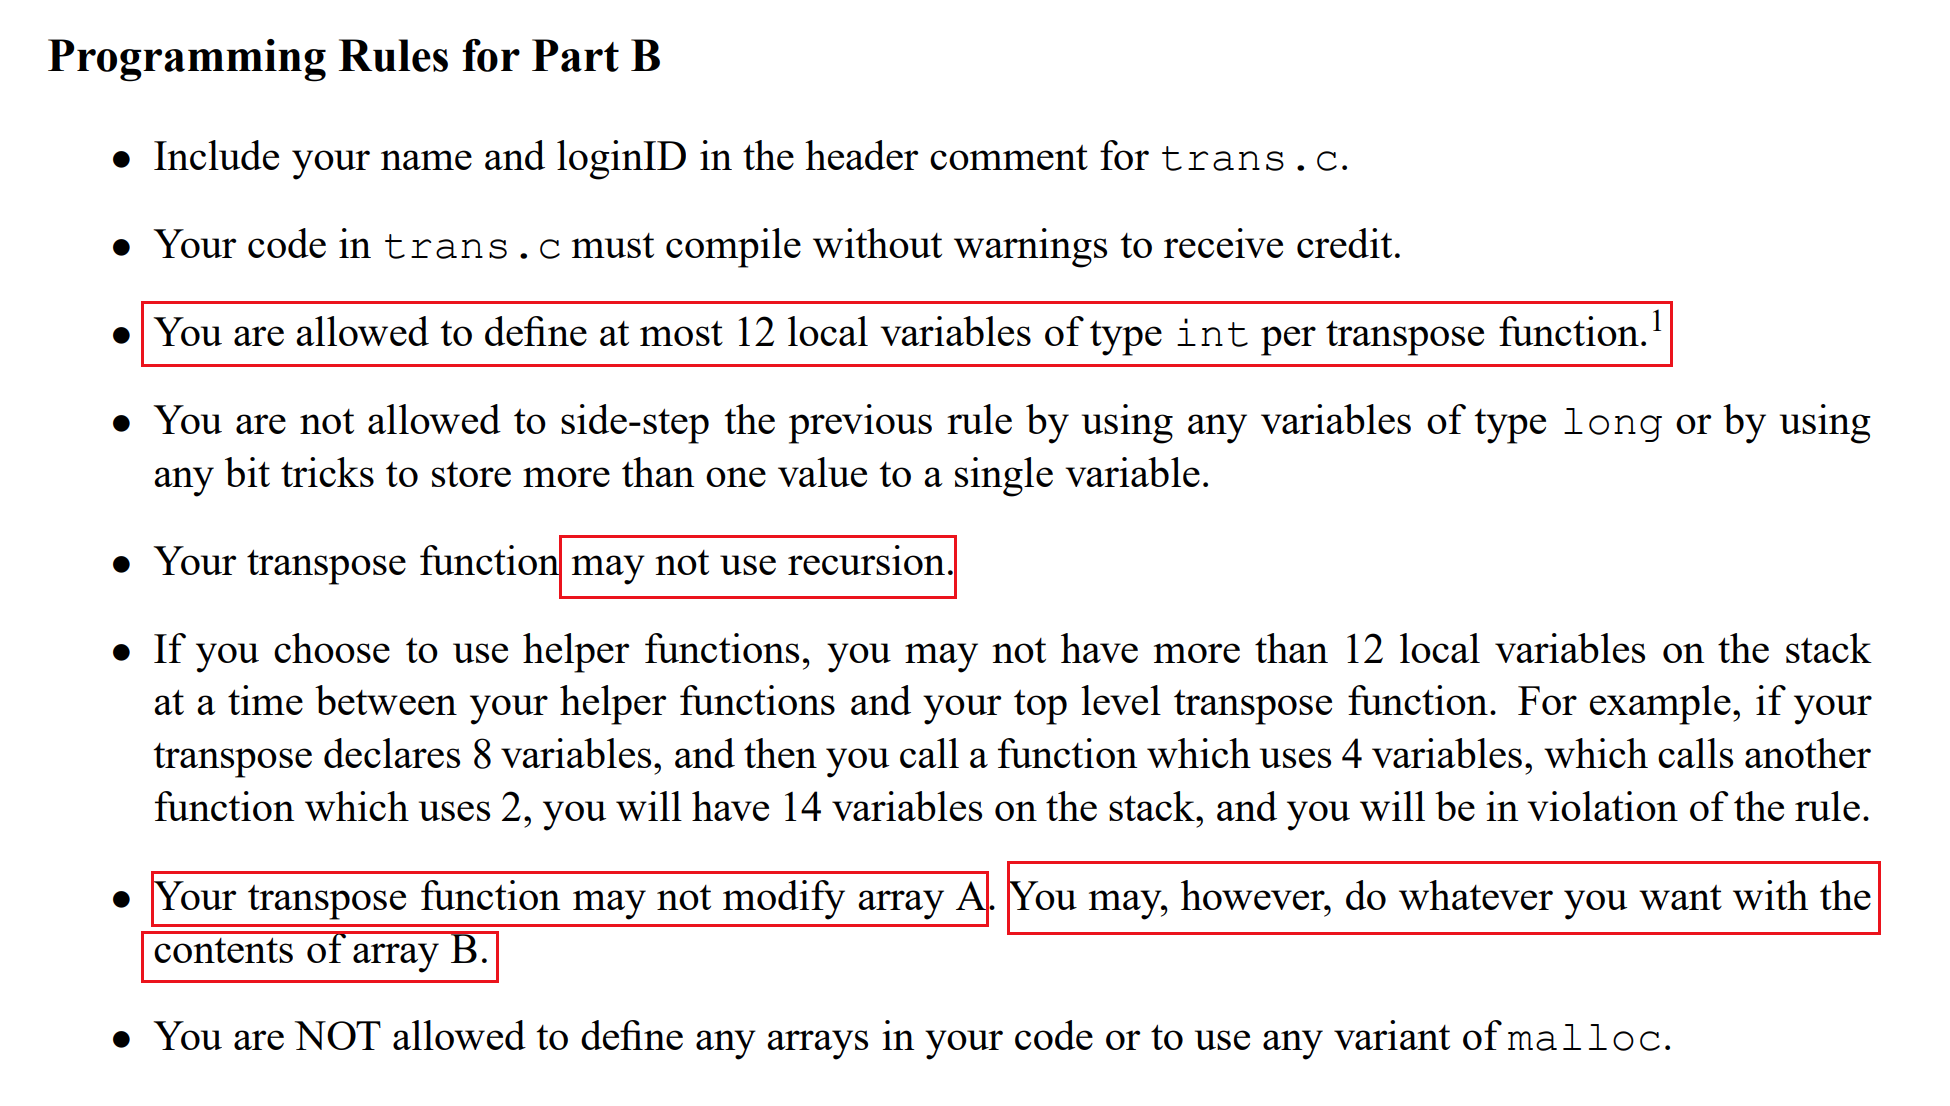 Programming Rules for Part B
• Include your name and loginID in the header comment for trans.c.
• Your code in trans.c must compile without warnings to receive credit.
• You are allowed to define at most 12 local variables of type int per transpose function.1
• You are not allowed to side-step the previous rule by using any variables of type long or by using
any bit tricks to store more than one value to a single variable.
• Your transpose function may not use recursion.
• If you choose to use helper functions, you may not have more than 12 local variables on the stack
at a time between your helper functions and your top level transpose function. For example, if your
transpose declares 8 variables, and then you call a function which uses 4 variables, which calls another
function which uses 2, you will have 14 variables on the stack, and you will be in violation of the rule.
• Your transpose function may not modify array A. You may, however, do whatever you want with the
contents of array B.
• You are NOT allowed to define any arrays in your code or to use any variant of malloc.